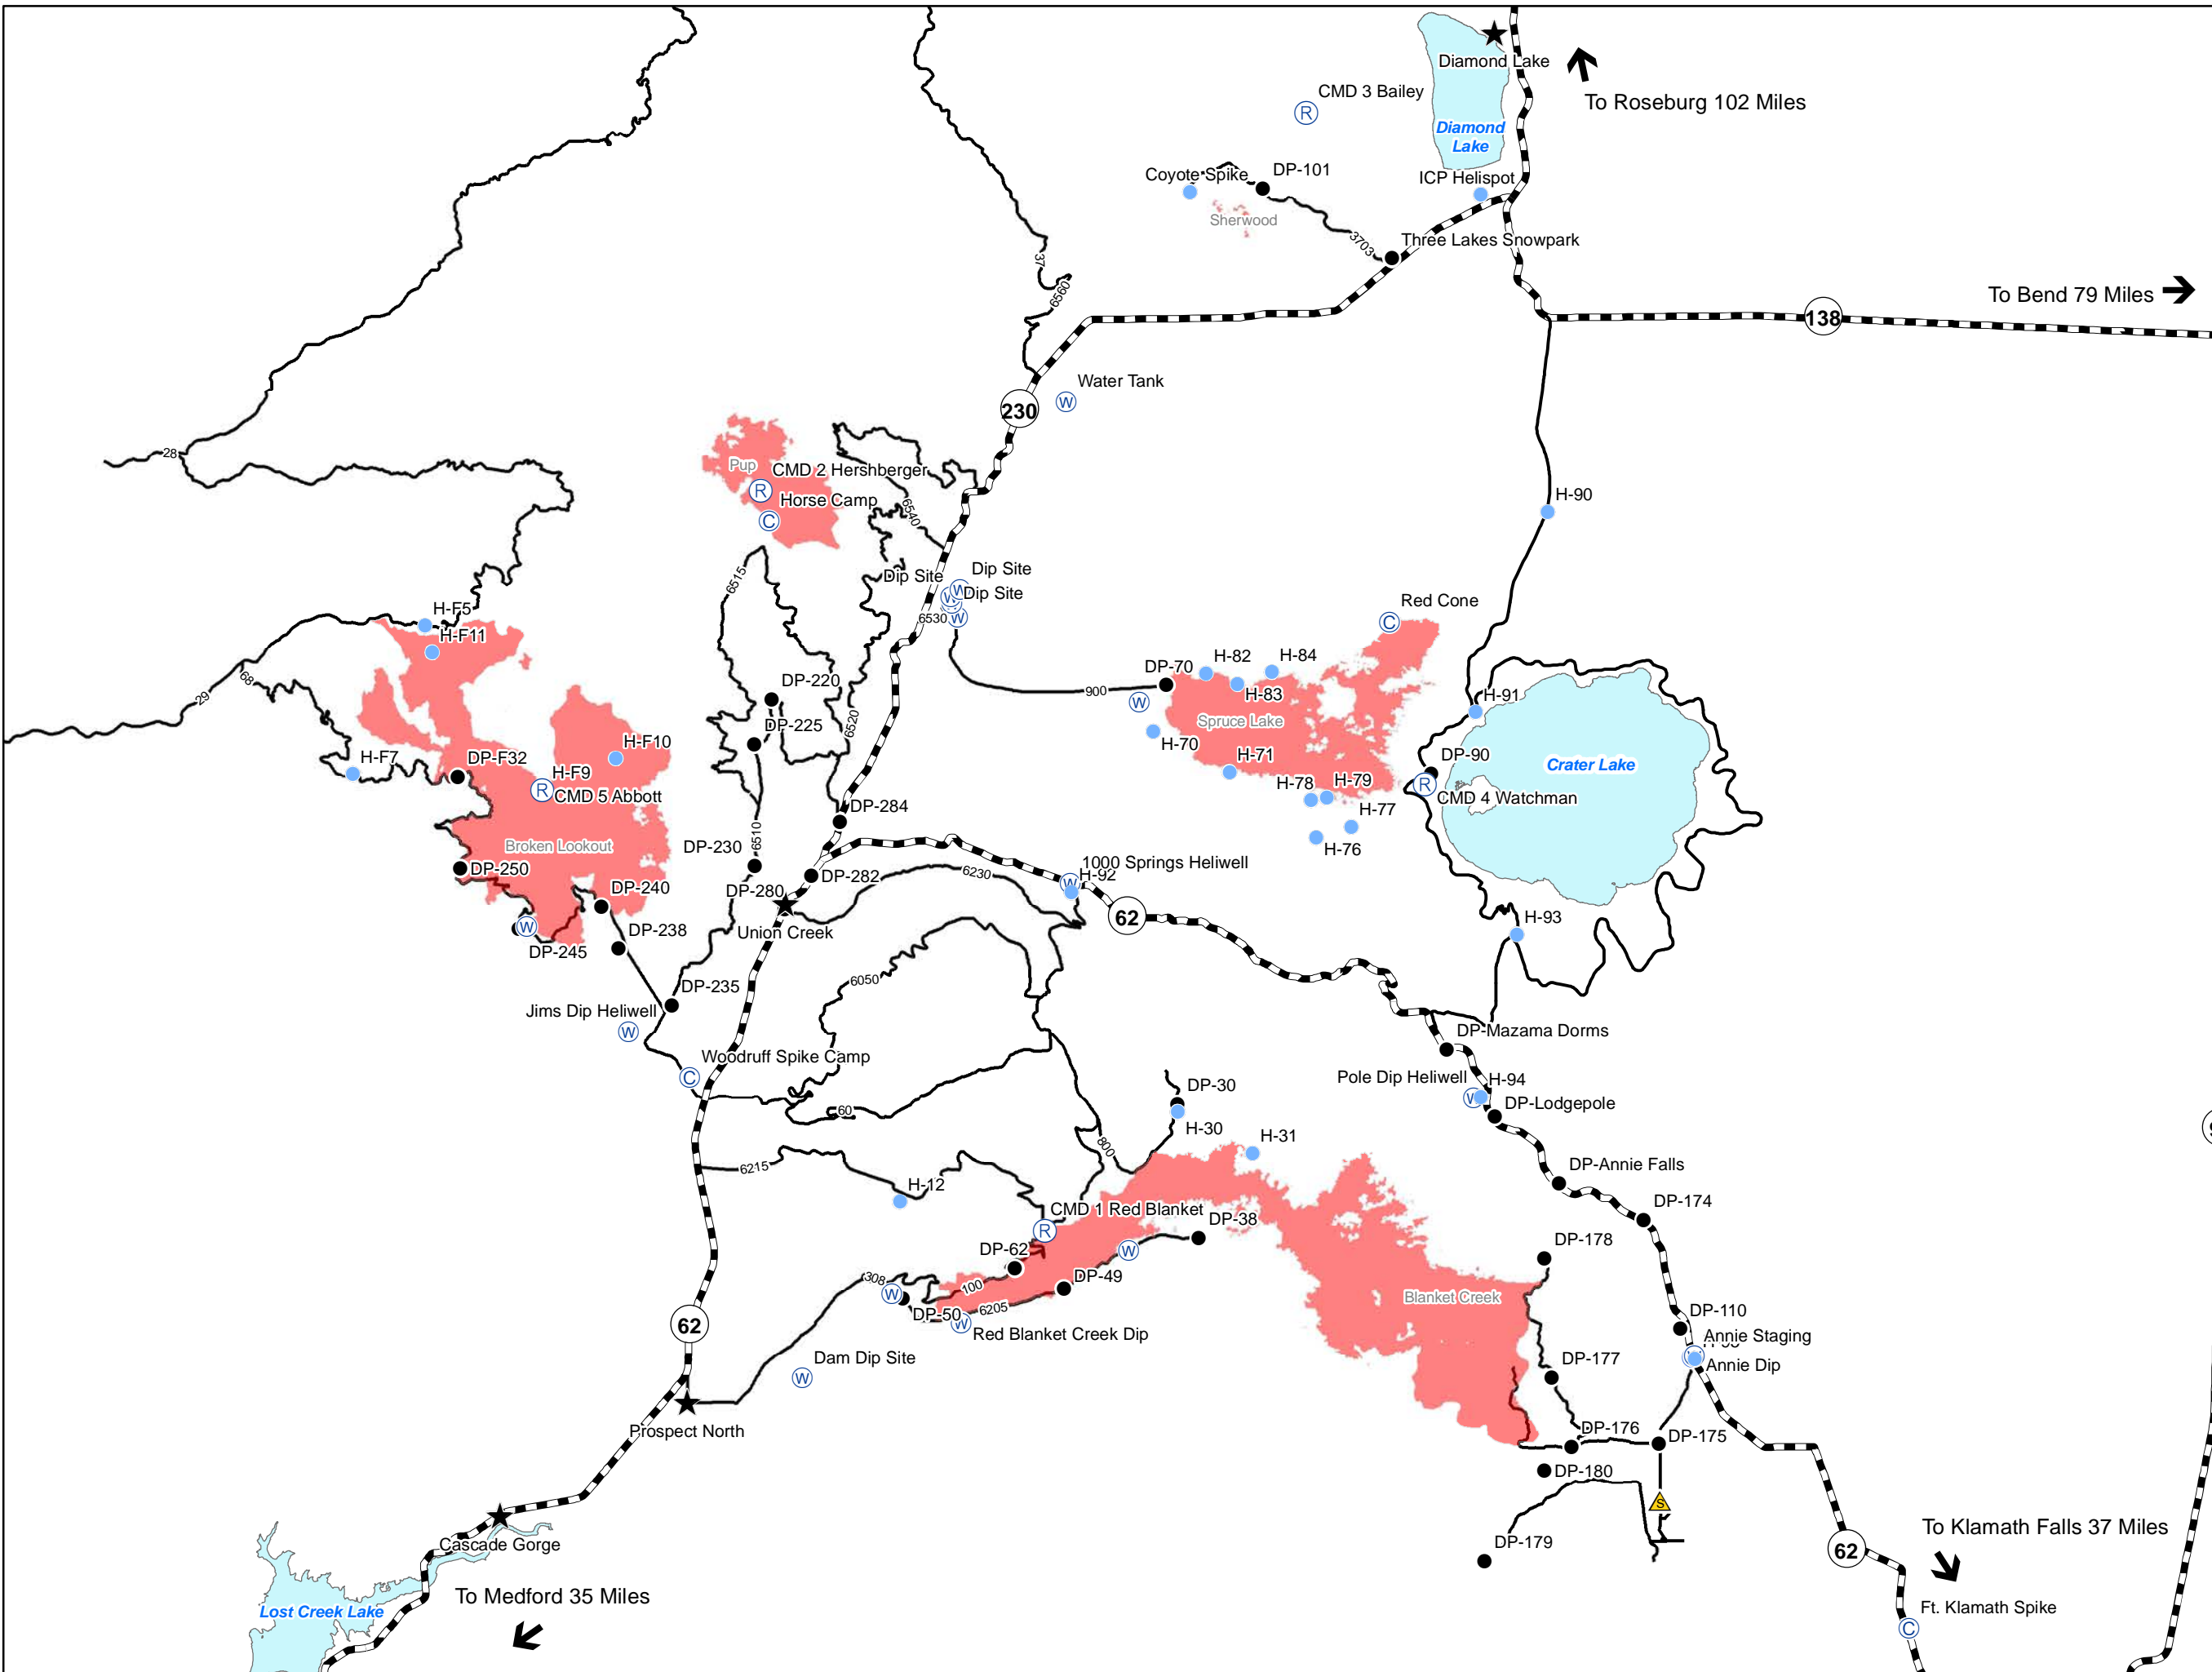 Diamond Lake
To Roseburg 102 Miles
CMD 3 Bailey
R
Diamond
Lake
Coyote Spike
DP-101
ICP Helispot
Sherwood
3703
Three Lakes Snowpark
37
6560
To Bend 79 Miles
138
Water Tank
W
230
28
Pup
CMD 2 Hershberger
R
Horse Camp
C
6540
H-90
6515
Dip Site
Dip Site
W
W
Dip Site
6530
W
Red Cone
C
H-F5
H-F11
68
29
DP-70
H-82
H-84
H-83
900
W
H-91
DP-220
Spruce Lake
DP-225
6520
H-70
H-F10
H-F7
DP-F32
H-F9
R
CMD 5 Abbott
H-71
DP-90
Crater Lake
H-78
H-79
R
CMD 4 Watchman
DP-284
H-77
Broken Lookout
DP-230
6510
H-76
DP-250
1000 Springs Heliwell
W
H-92
6230
DP-282
DP-240
DP-280
62
Union Creek
H-93
W
DP-238
DP-245
6050
DP-235
Jims Dip Heliwell
W
DP-Mazama Dorms
Woodruff Spike Camp
C
Pole Dip Heliwell
W
H-94
DP-30
60
DP-Lodgepole
H-30
H-31
800
6215
DP-Annie Falls
H-12
DP-174
CMD 1 Red Blanket
R
DP-38
DP-62
W
DP-178
308
W
100
DP-49
DP-50
6205
W
Blanket Creek
Red Blanket Creek Dip
62
DP-110
Annie Staging
Annie Dip
Dam Dip Site
W
DP-177
Prospect North
DP-176
DP-175
DP-180
S
Cascade Gorge
DP-179
To Klamath Falls 37 Miles
62
To Medford 35 Miles
Lost Creek Lake
Ft. Klamath Spike
C